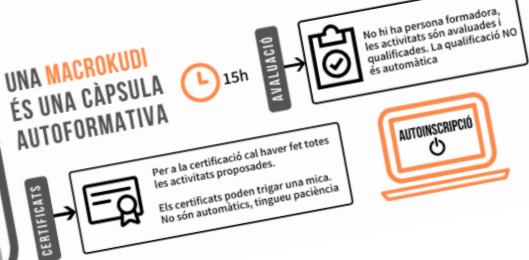 UNA MACROKUDI
ÉS UNA CÀPSULA
AUTOFORMATIVA
15h
AVALUACIÓ
No hi ha persona formadora,
les activitats són avaluades i
qualificades. La qualificació NO
és automàtica
CERTIFICATS
Per a la certificació cal haver fet totes
les activitats proposades.
Els certificats poden trigar una mica.
No són automàtics, tingueu paciència
AUTOINSCRIPCIÓ